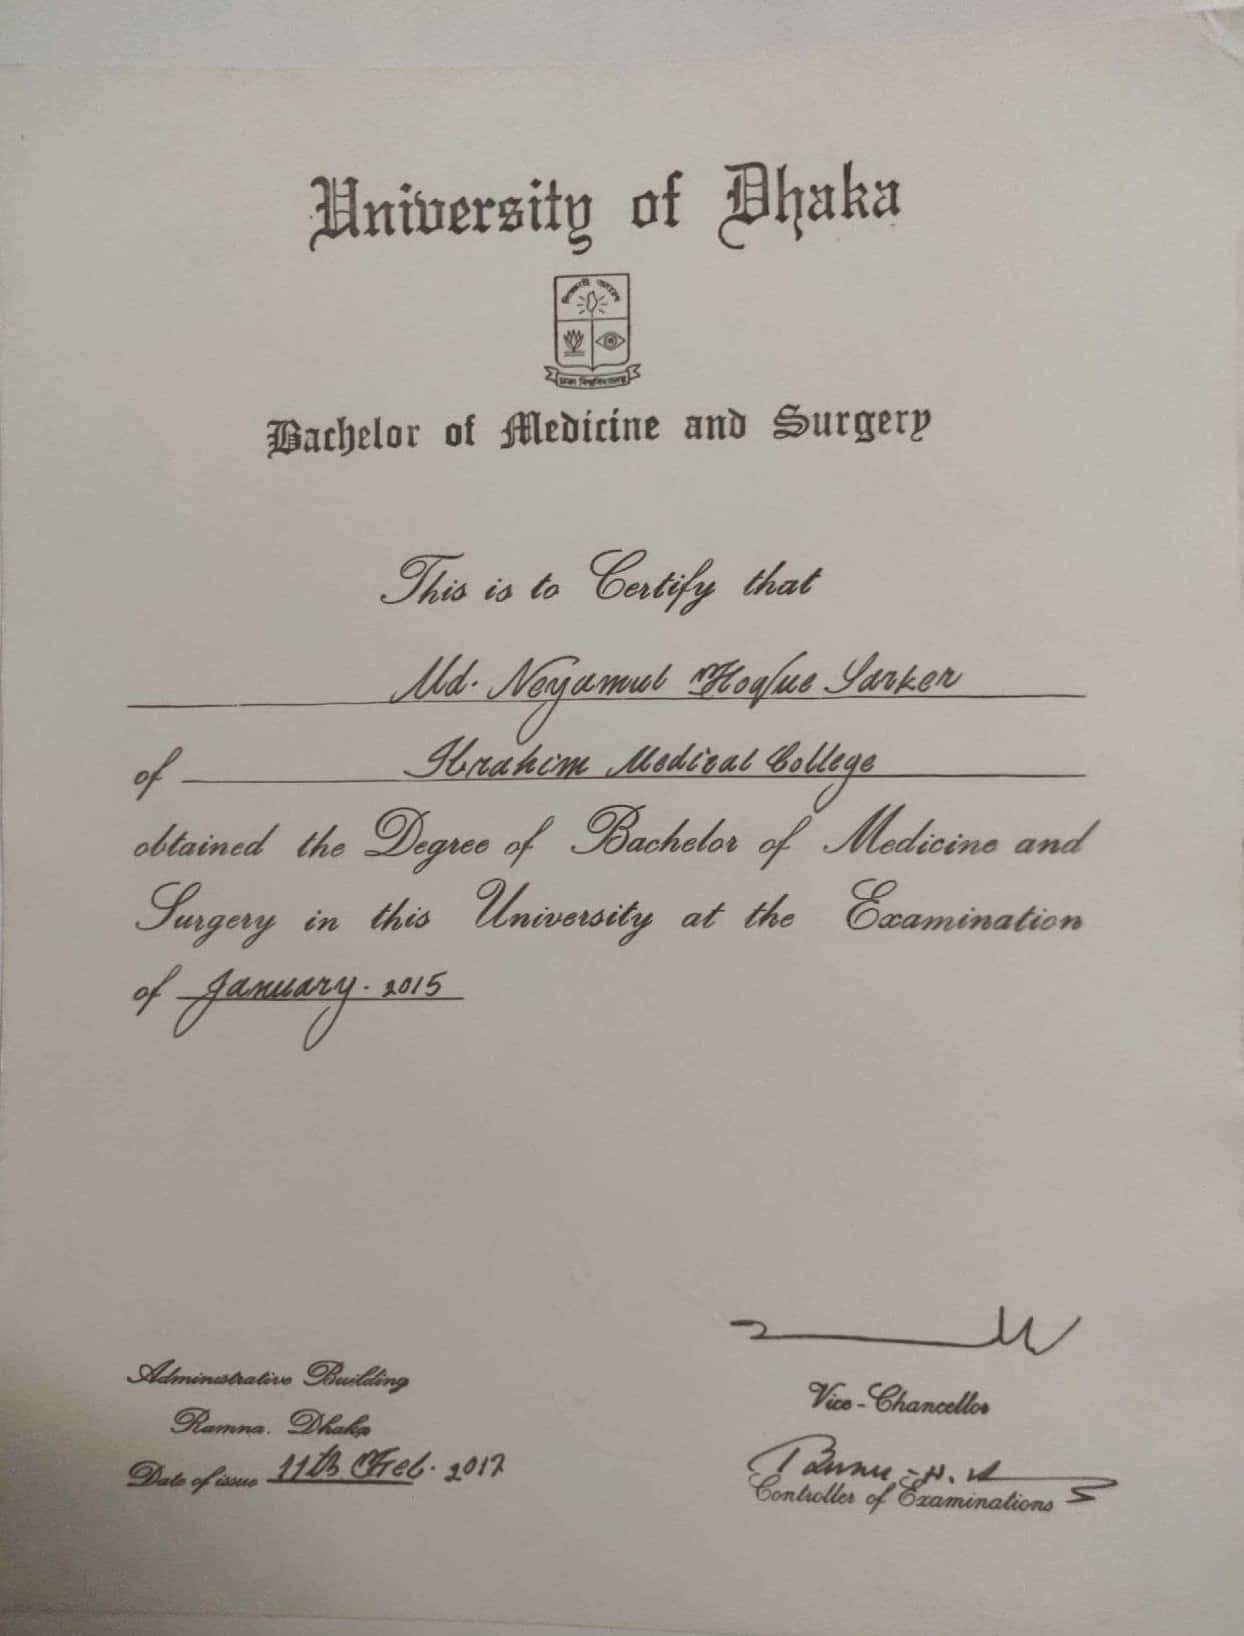 University of Dhaka
Bachelor of Medicine and Surgery
This is to Certify that
Md. Neyamul Hoque Sarker
of Ibrahim Medical College
obtained the Degree of Bachelor of Medicine and
Surgery in this University at the Examination
of January. 2015
Administrative Building
Ramna. Dhaka
Date of issue 11th Feb. 2017
Vice-Chancellor
Controller of Examinations